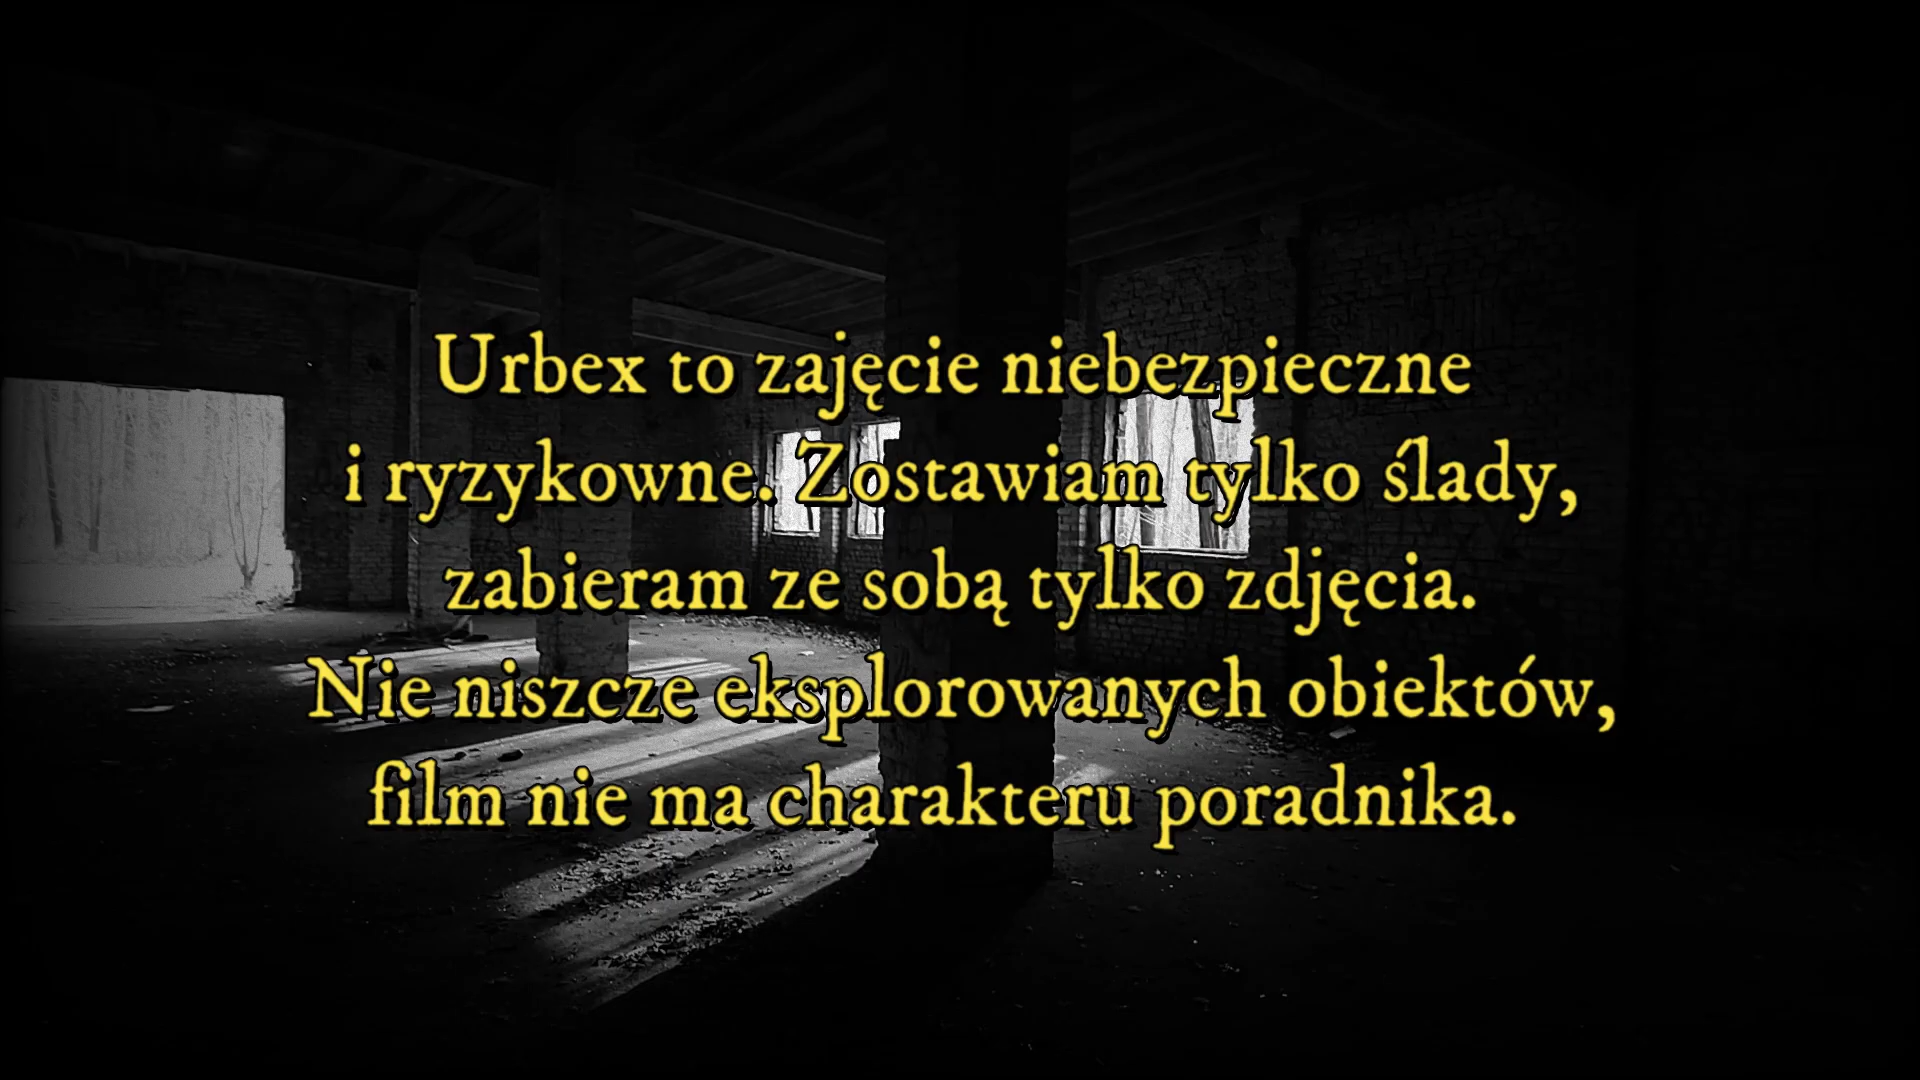 Urbex to zajęcie niebezpieczne
i ryzykowne. Zostawiam tylko ślady,
zabieram ze sobą tylko zdjęcia.
Nie niszcze eksplorowanych obiektów,
film nie ma charakteru poradnika.